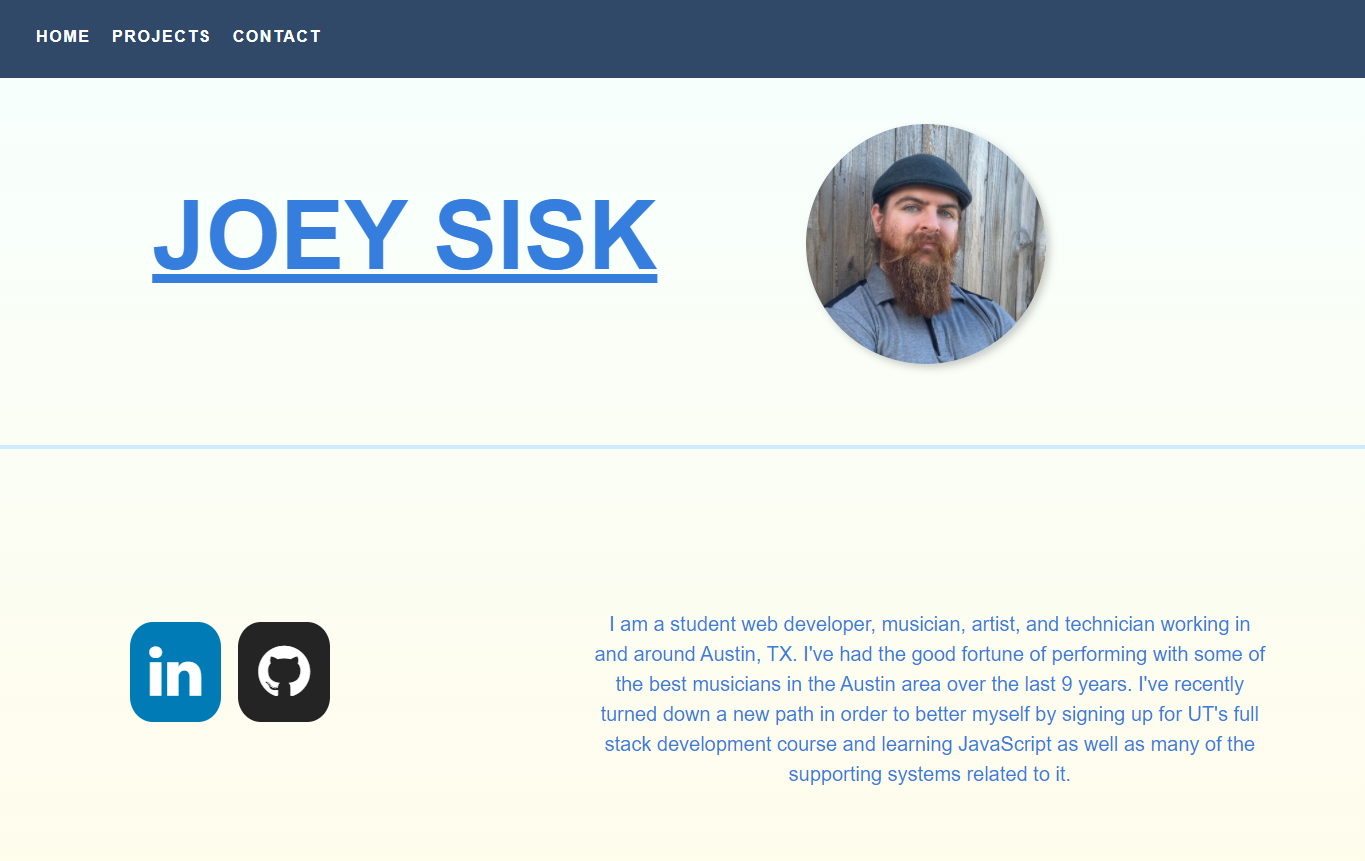 HOME PROJECTS CONTACT
JOEY SISK
in
I am a student web developer, musician, artist, and technician working in
and around Austin, TX. I've had the good fortune of performing with some of
the best musicians in the Austin area over the last 9 years. I've recently
turned down a new path in order to better myself by signing up for UT's full
stack development course and learning JavaScript as well as many of the
supporting systems related to it.